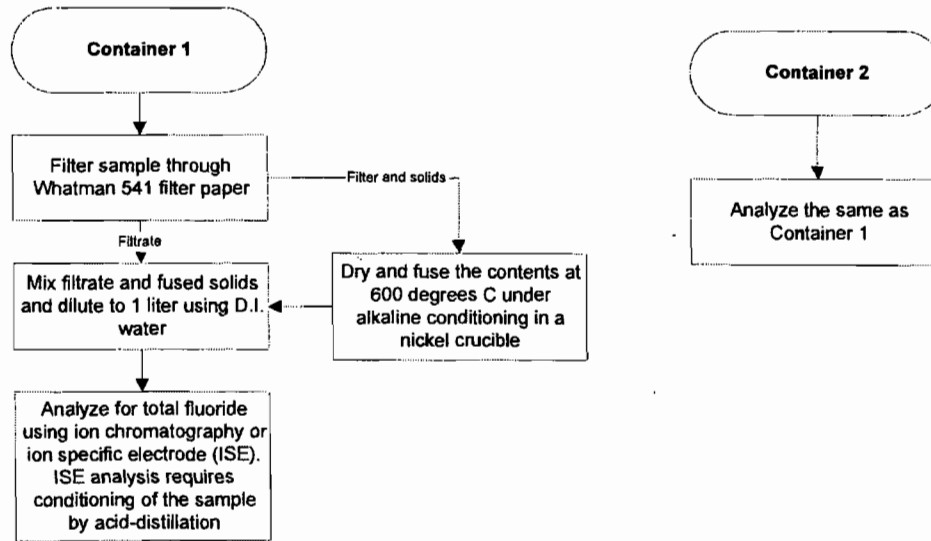 Container 1
Filter sample through
Whatman 541 filter paper
Filter and solids
Filtrate
Mix filtrate and fused solids
and dilute to 1 liter using D.I.
water
Dry and fuse the contents at
600 degrees C under
alkaline conditioning in a
nickel crucible
Analyze for total fluoride
using ion chromatography or
ion specific electrode (ISE).
ISE analysis requires
conditioning of the sample
by acid-distillation
Container 2
Analyze the same as
Container 1